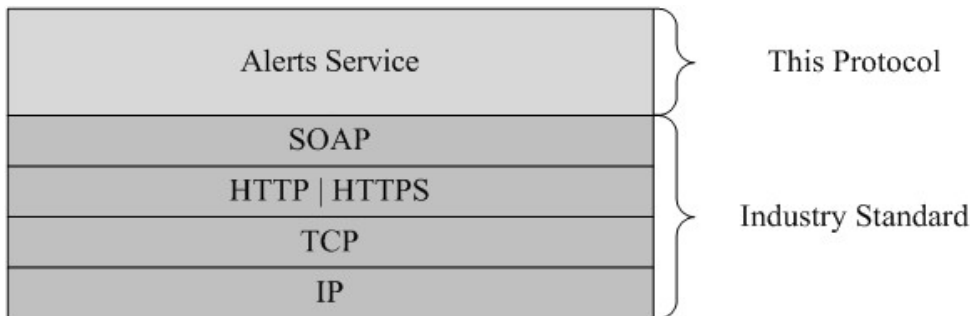 Alerts Service
This Protocol
SOAP
HTTP | HTTPS
TCP
IP
Industry Standard